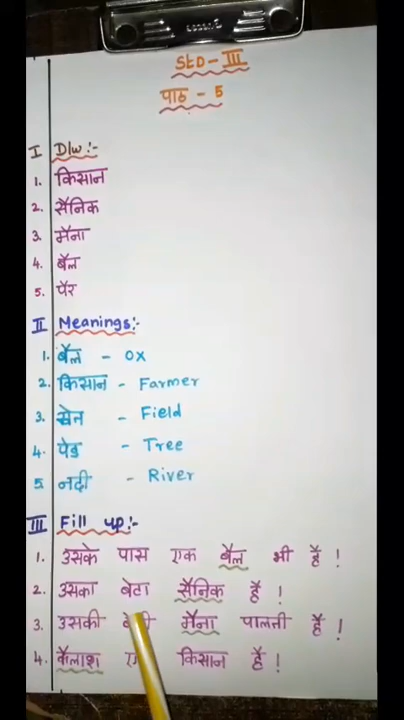 STD - III
पाठ - 5
I D/w :-
1. किसान
2. सैनिक
3. मैना
4. बैल
5. पैर
II Meanings:-
1. बैल - OX
2. किसान - Farmer
3. खेन - Field
4. पेड - Tree
5 नदी - River
III Fill up:-
1. उसके पास एक बैल भी है !
2. उसका बेटा सैनिक है !
3. उसकी मैना पालनी है !
4. कैलाश किसान है !